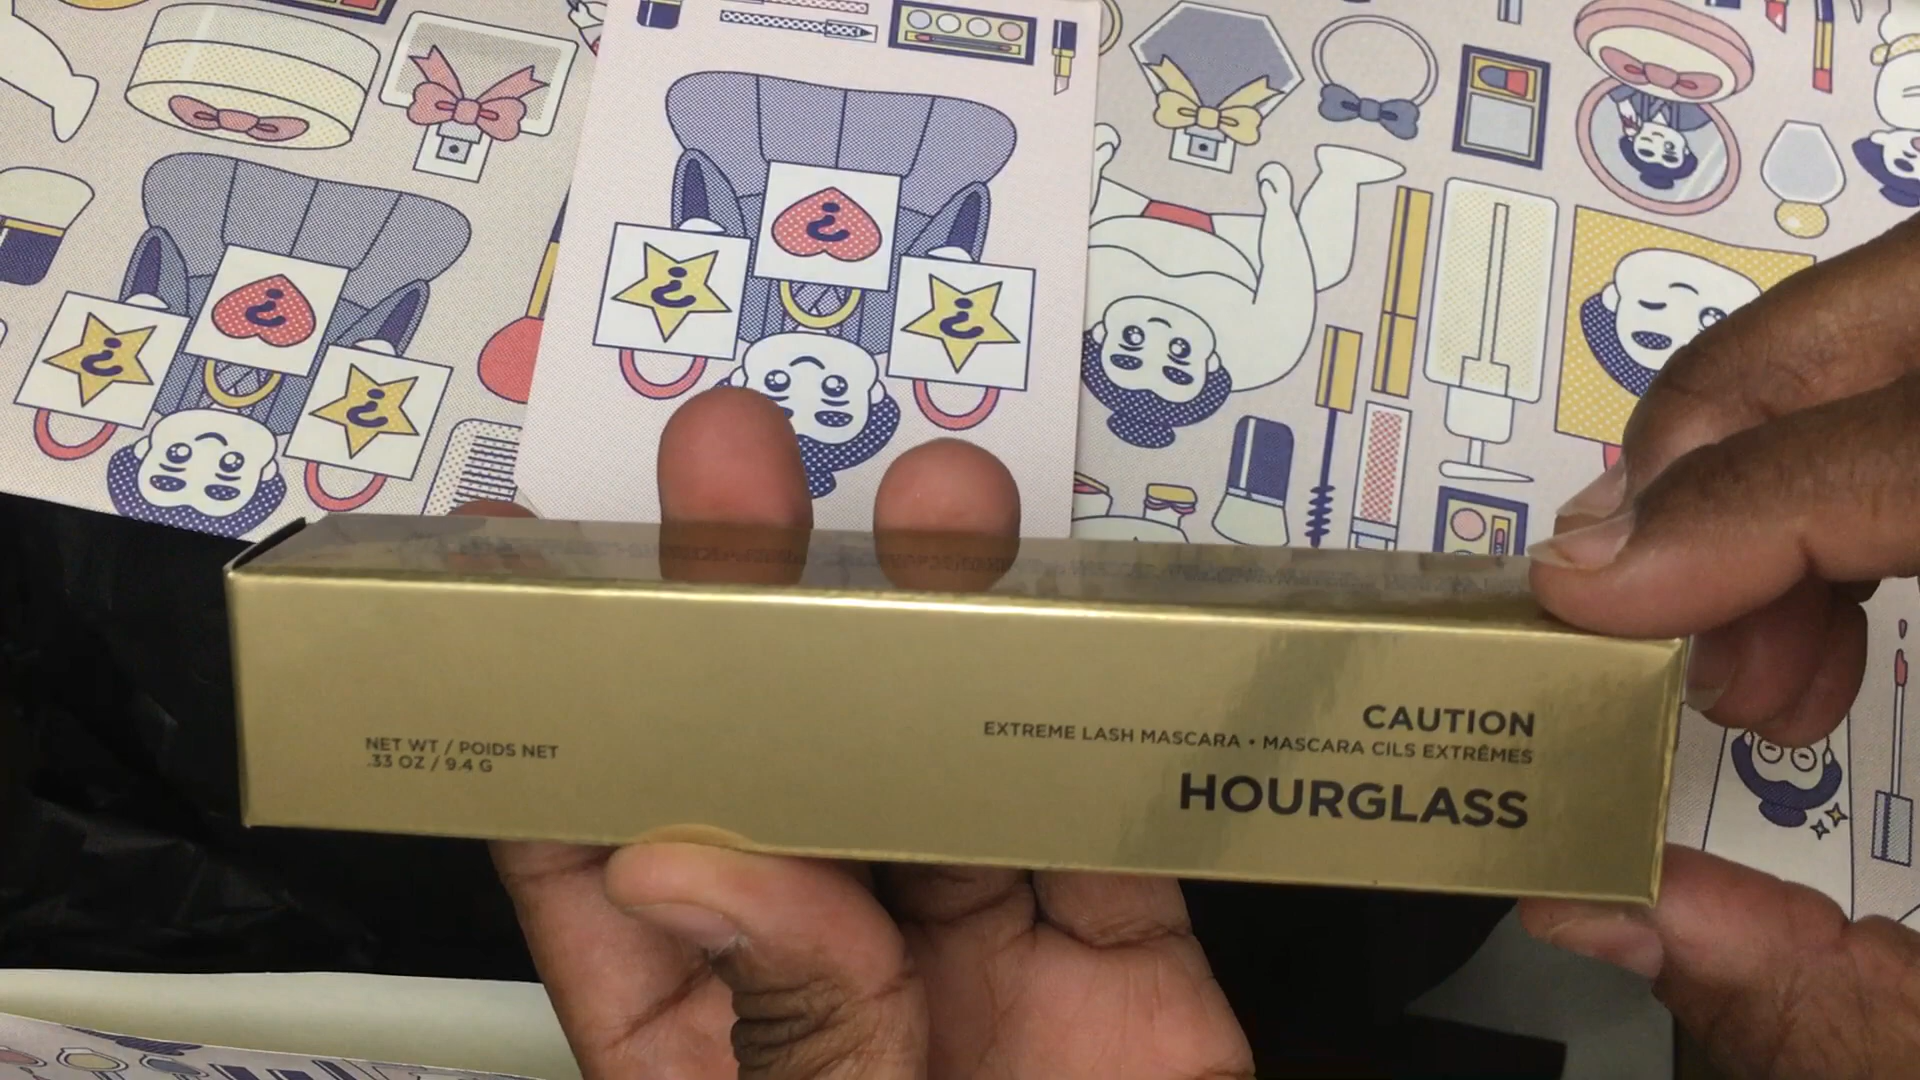 CAUTION
EXTREME LASH MASCARA • MASCARA CILS EXTRÊMES
HOURGLASS
NET WT / POIDS NET
.33 OZ / 9.4 G
?
?
?
?
?
?